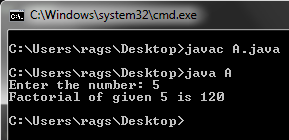 C:\Windows\system32\cmd.exe
C:\Users\rags\Desktop>javac A.java
C:\Users\rags\Desktop>java A
Enter the number: 5
Factorial of given 5 is 120
C:\Users\rags\Desktop>